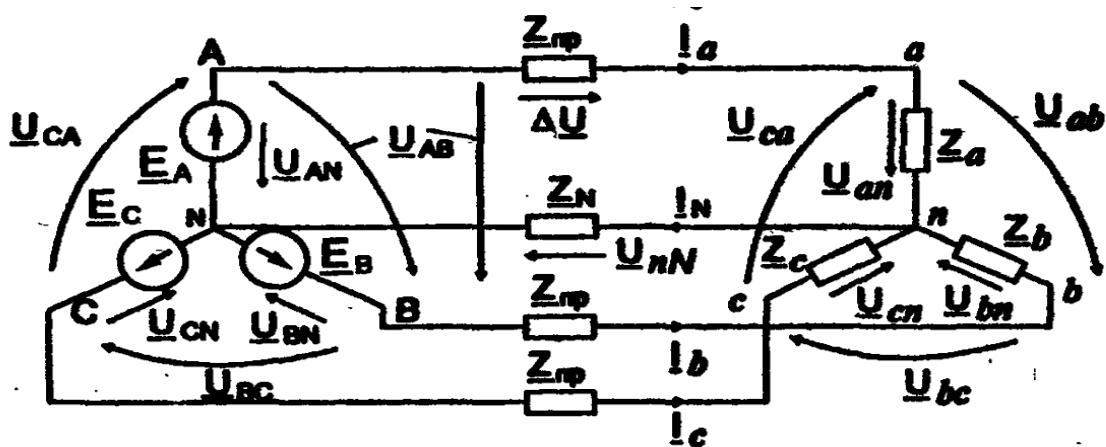 A Z пр I a a
ΔU
U CA U AB U ca U ab
E A U AN Z a
U an
E C N Z N I N n
E B U nN Z c Z b
C B Z пр c b
U CN U BN U cn U bn
I b
U BC Z пр U bc
I c